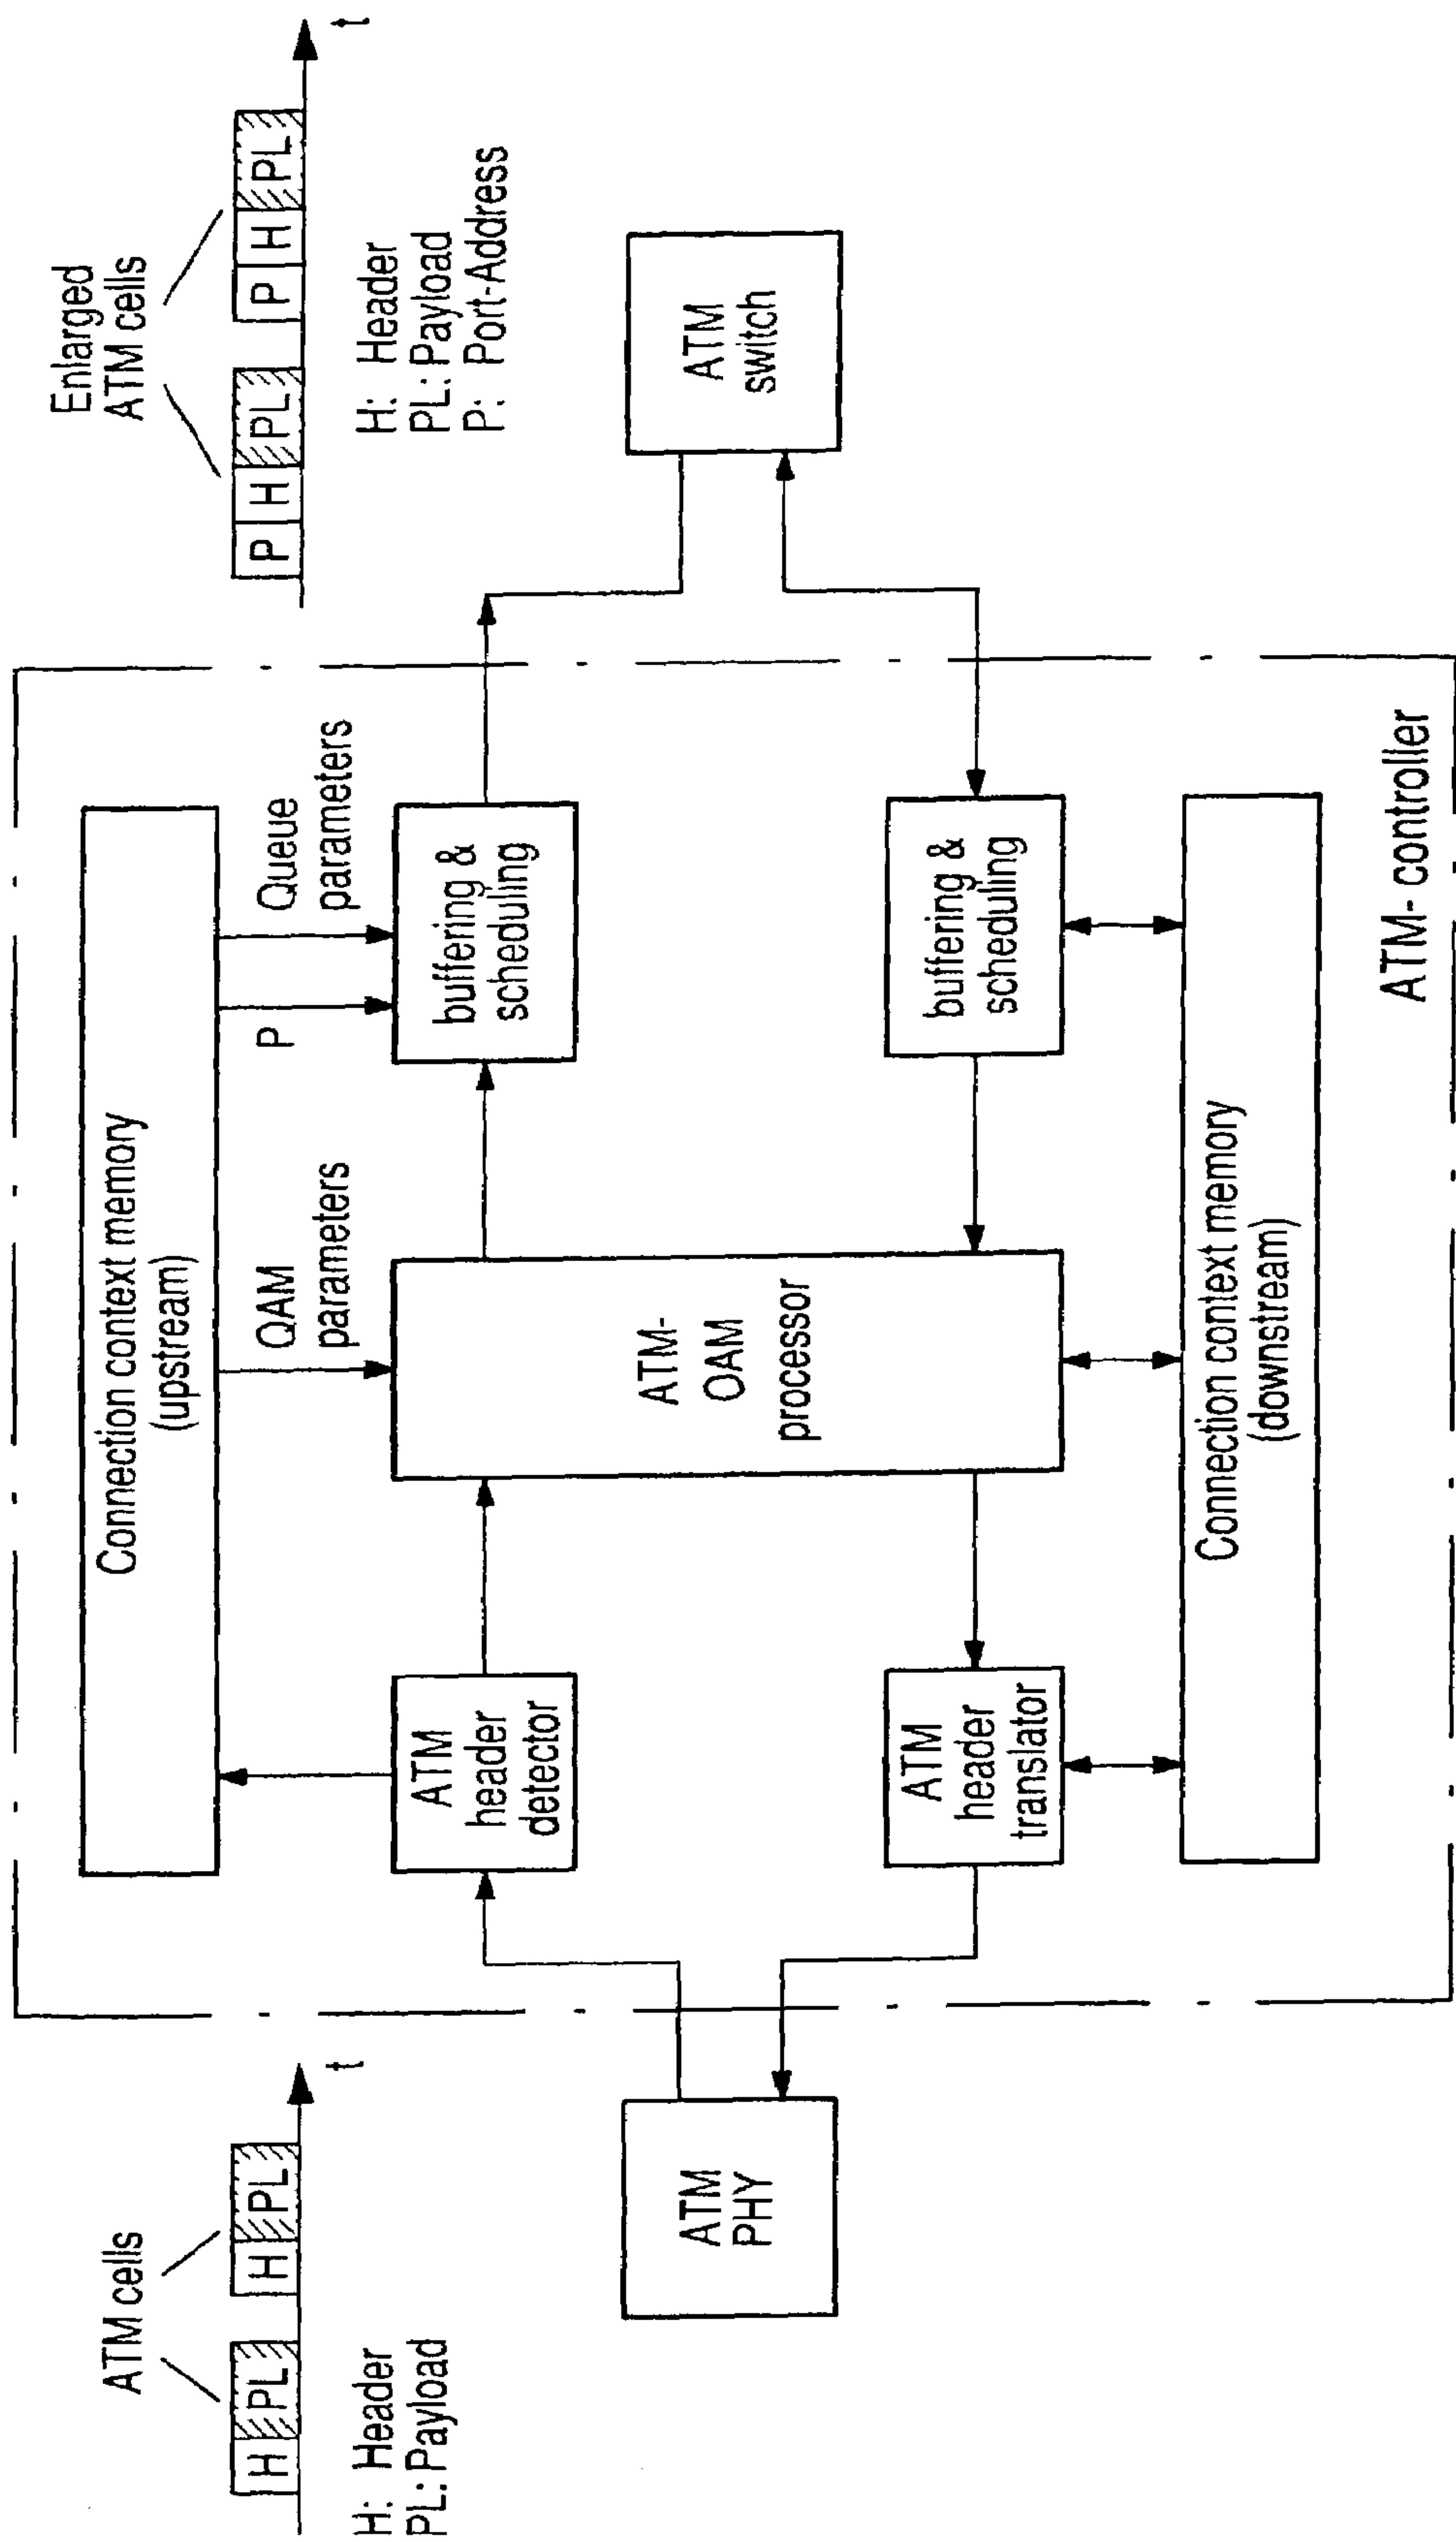 ATM cells
H PL H PL
t
H: Header
PL: Payload
Enlarged
ATM cells
P H PL P H PL
t
H: Header
PL: Payload
P: Port-Address
Connection context memory
(upstream)
QAM
parameters
P
Queue
parameters
ATM
header
detector
ATM-
OAM
processor
buffering &
scheduling
ATM
PHY
ATM
switch
ATM
header
translator
buffering &
scheduling
Connection context memory
(downstream)
ATM- controller